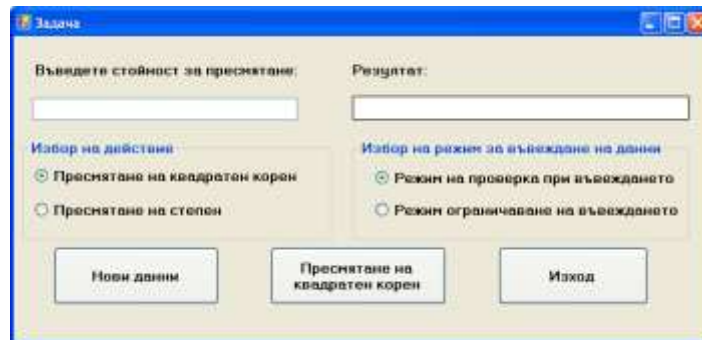 Задача
Въведете стойност за пресмятане:
Резултат:
Избор на действие
Пресмятане на квадратен корен
Пресмятане на степен
Избор на режим за въвеждане на данни
Режим на проверка при въвеждането
Режим ограничаване на въвеждането
Нови данни
Пресмятане на
квадратен корен
Изход